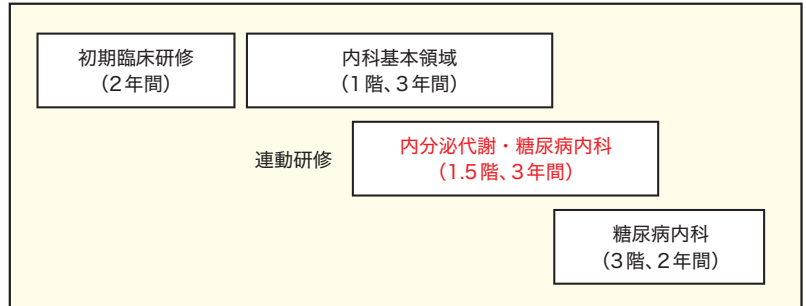 初期臨床研修
（2年間）
内科基本領域
（1階、3年間）
連動研修
内分泌代謝・糖尿病内科
（1.5階、3年間）
糖尿病内科
（3階、2年間）